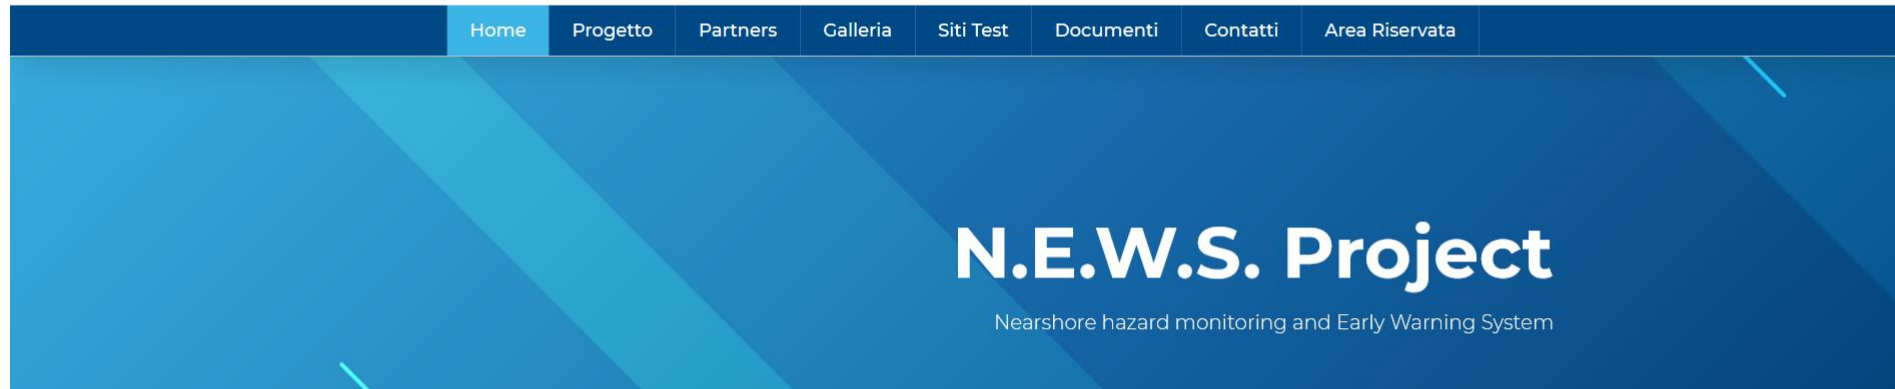 Home Progetto Partners Galleria Siti Test Documenti Contatti Area Riservata
N.E.W.S. Project
Nearshore hazard monitoring and Early Warning System